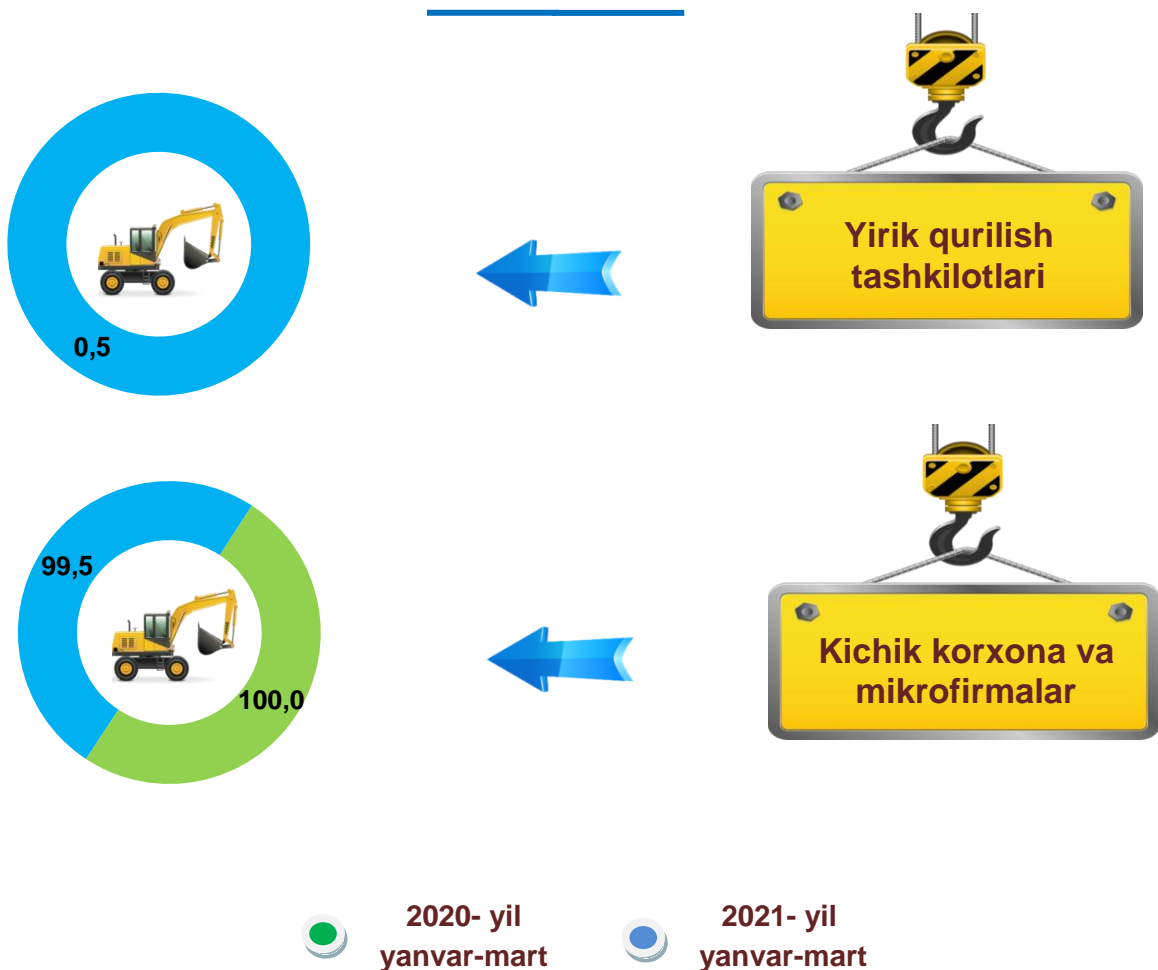 Yirik qurilish
tashkilotlari
0,5
99,5
100,0
Kichik korxona va
mikrofirmalar
2020- yil
yanvar-mart
2021- yil
yanvar-mart